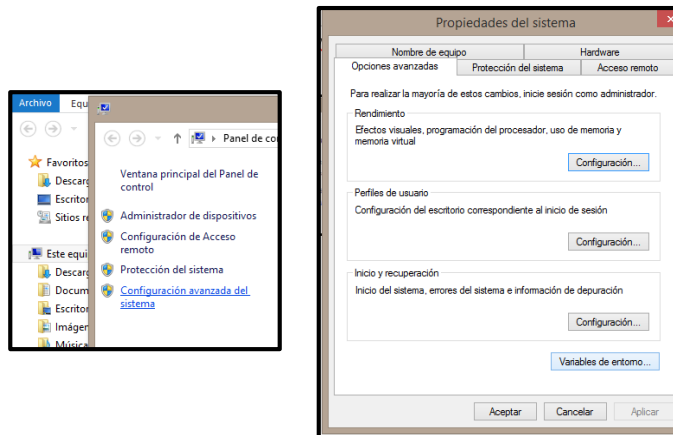 Archivo Equ
Favoritos
Descarg
Escritor
Sitios re
Este equi
Descarg
Docum
Escritor
Imáger
Música
Panel de co
Ventana principal del Panel de
control
Administrador de dispositivos
Configuración de Acceso
remoto
Protección del sistema
Configuración avanzada del
sistema
Propiedades del sistema
Nombre de equipo Hardware
Opciones avanzadas Protección del sistema Acceso remoto
Para realizar la mayoría de estos cambios, inicie sesión como administrador.
Rendimiento
Efectos visuales, programación del procesador, uso de memoria y
memoria virtual
Configuración...
Perfiles de usuario
Configuración del escritorio correspondiente al inicio de
sesión
Configuración...
Inicio y recuperación
Inicio del sistema, errores del sistema e información de
depuración
Configuración...
Variables de entorno...
Aceptar Cancelar Aplicar